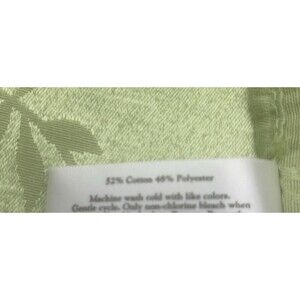 52% Cotton 48% Polyester
Machine wash cold with like colors.
Gentle cycle. Only non-chlorine bleach when